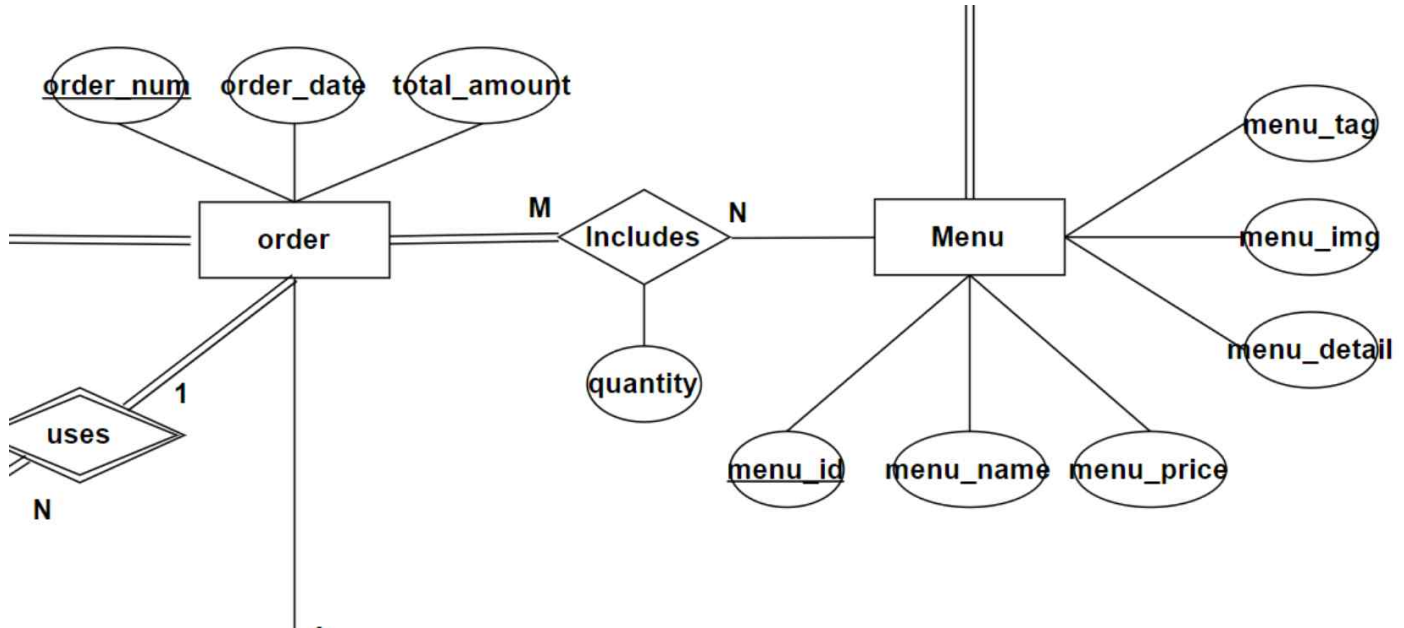 order_num order_date total_amount
menu_tag
M
N
order
Includes
Menu
menu_img
menu_detail
quantity
1
uses
menu_id menu_name menu_price
N